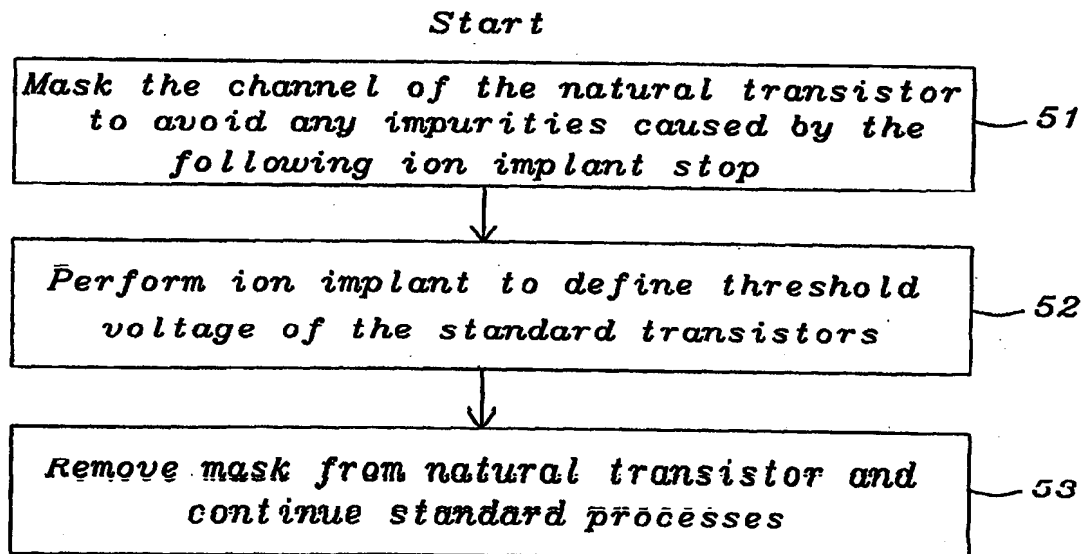 Start
Mask the channel of the natural transistor
to avoid any impurities caused by the
following ion implant stop
51
Perform ion implant to define threshold
voltage of the standard transistors
52
Remove mask from natural transistor and
continue standard processes
53